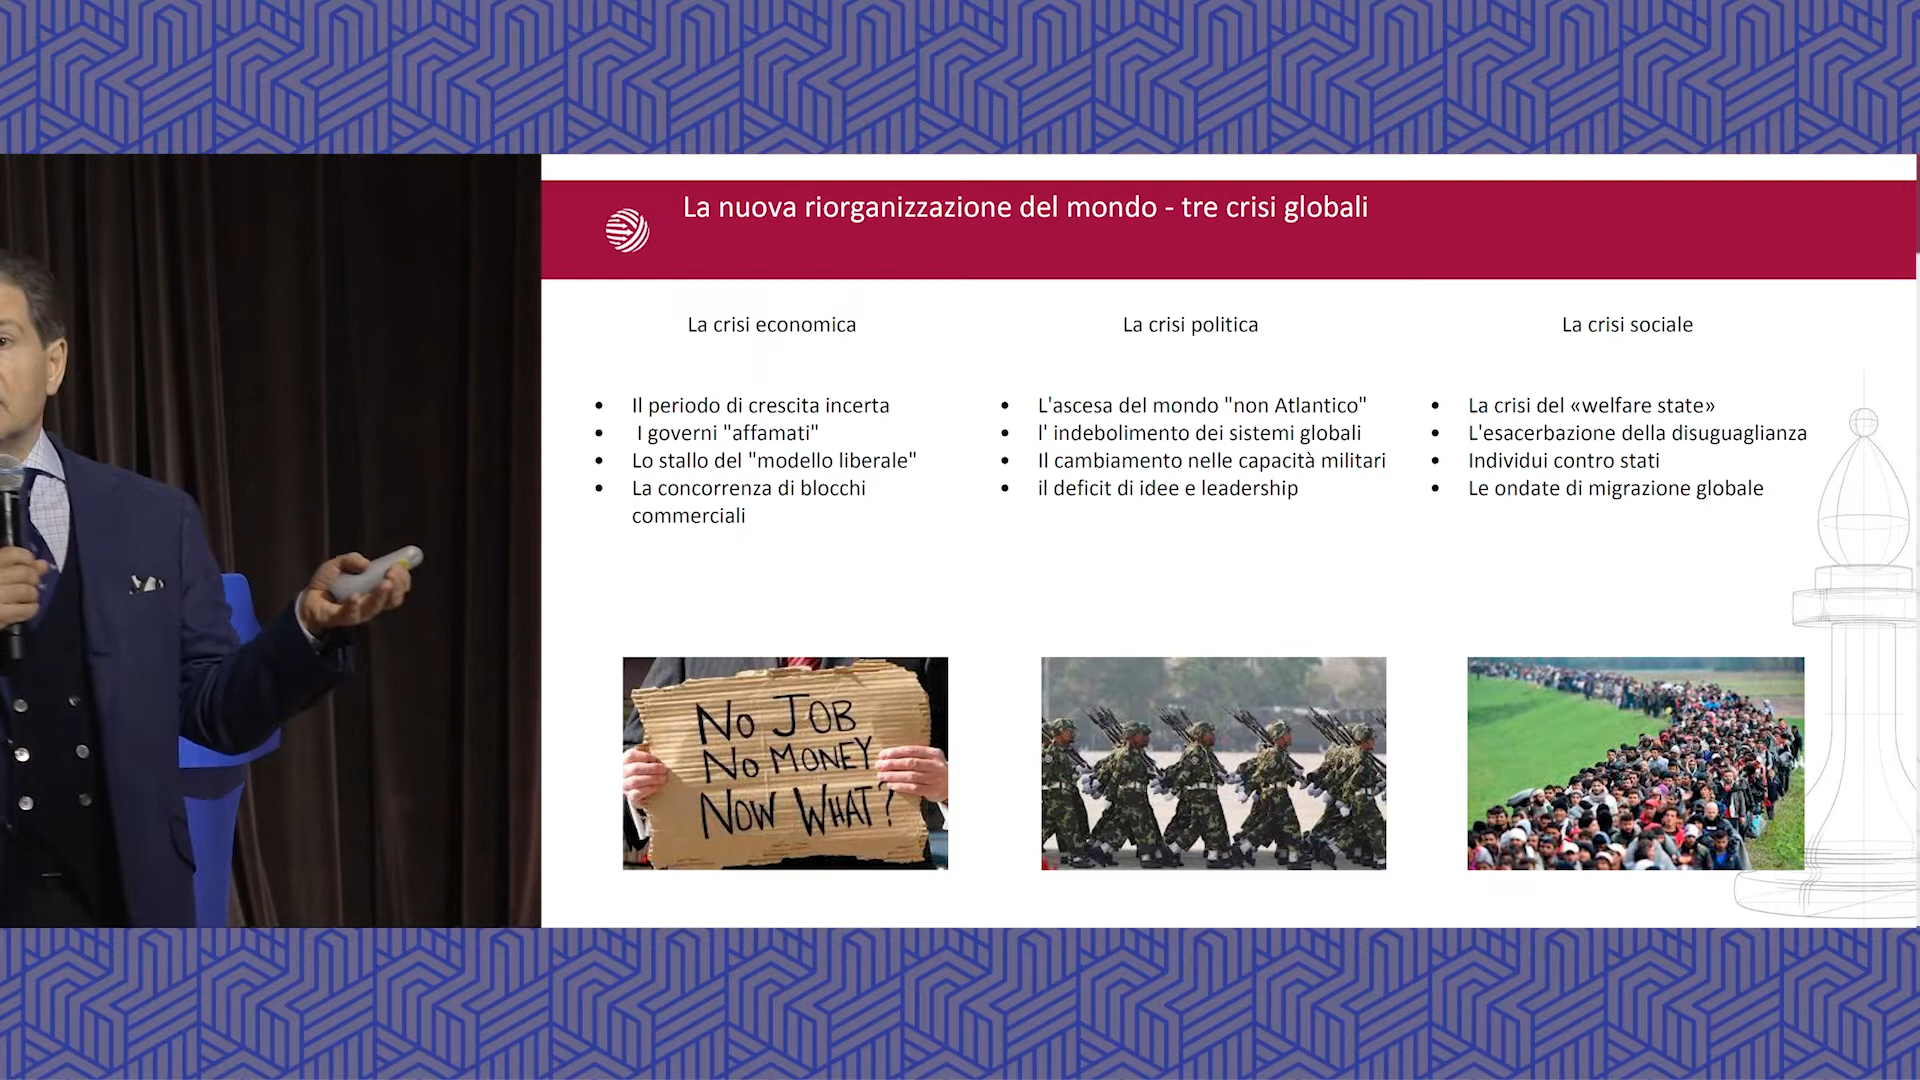 La nuova riorganizzazione del mondo - tre crisi globali
La crisi economica
• Il periodo di crescita incerta
• I governi "affamati"
• Lo stallo del "modello liberale"
• La concorrenza di blocchi
commerciali
La crisi politica
• L'ascesa del mondo "non Atlantico"
• l' indebolimento dei sistemi globali
• Il cambiamento nelle capacità militari
• il deficit di idee e leadership
La crisi sociale
• La crisi del «welfare state»
• L'esacerbazione della disuguaglianza
• Individui contro stati
• Le ondate di migrazione globale
NO JOB
NO MONEY
NOW WHAT?